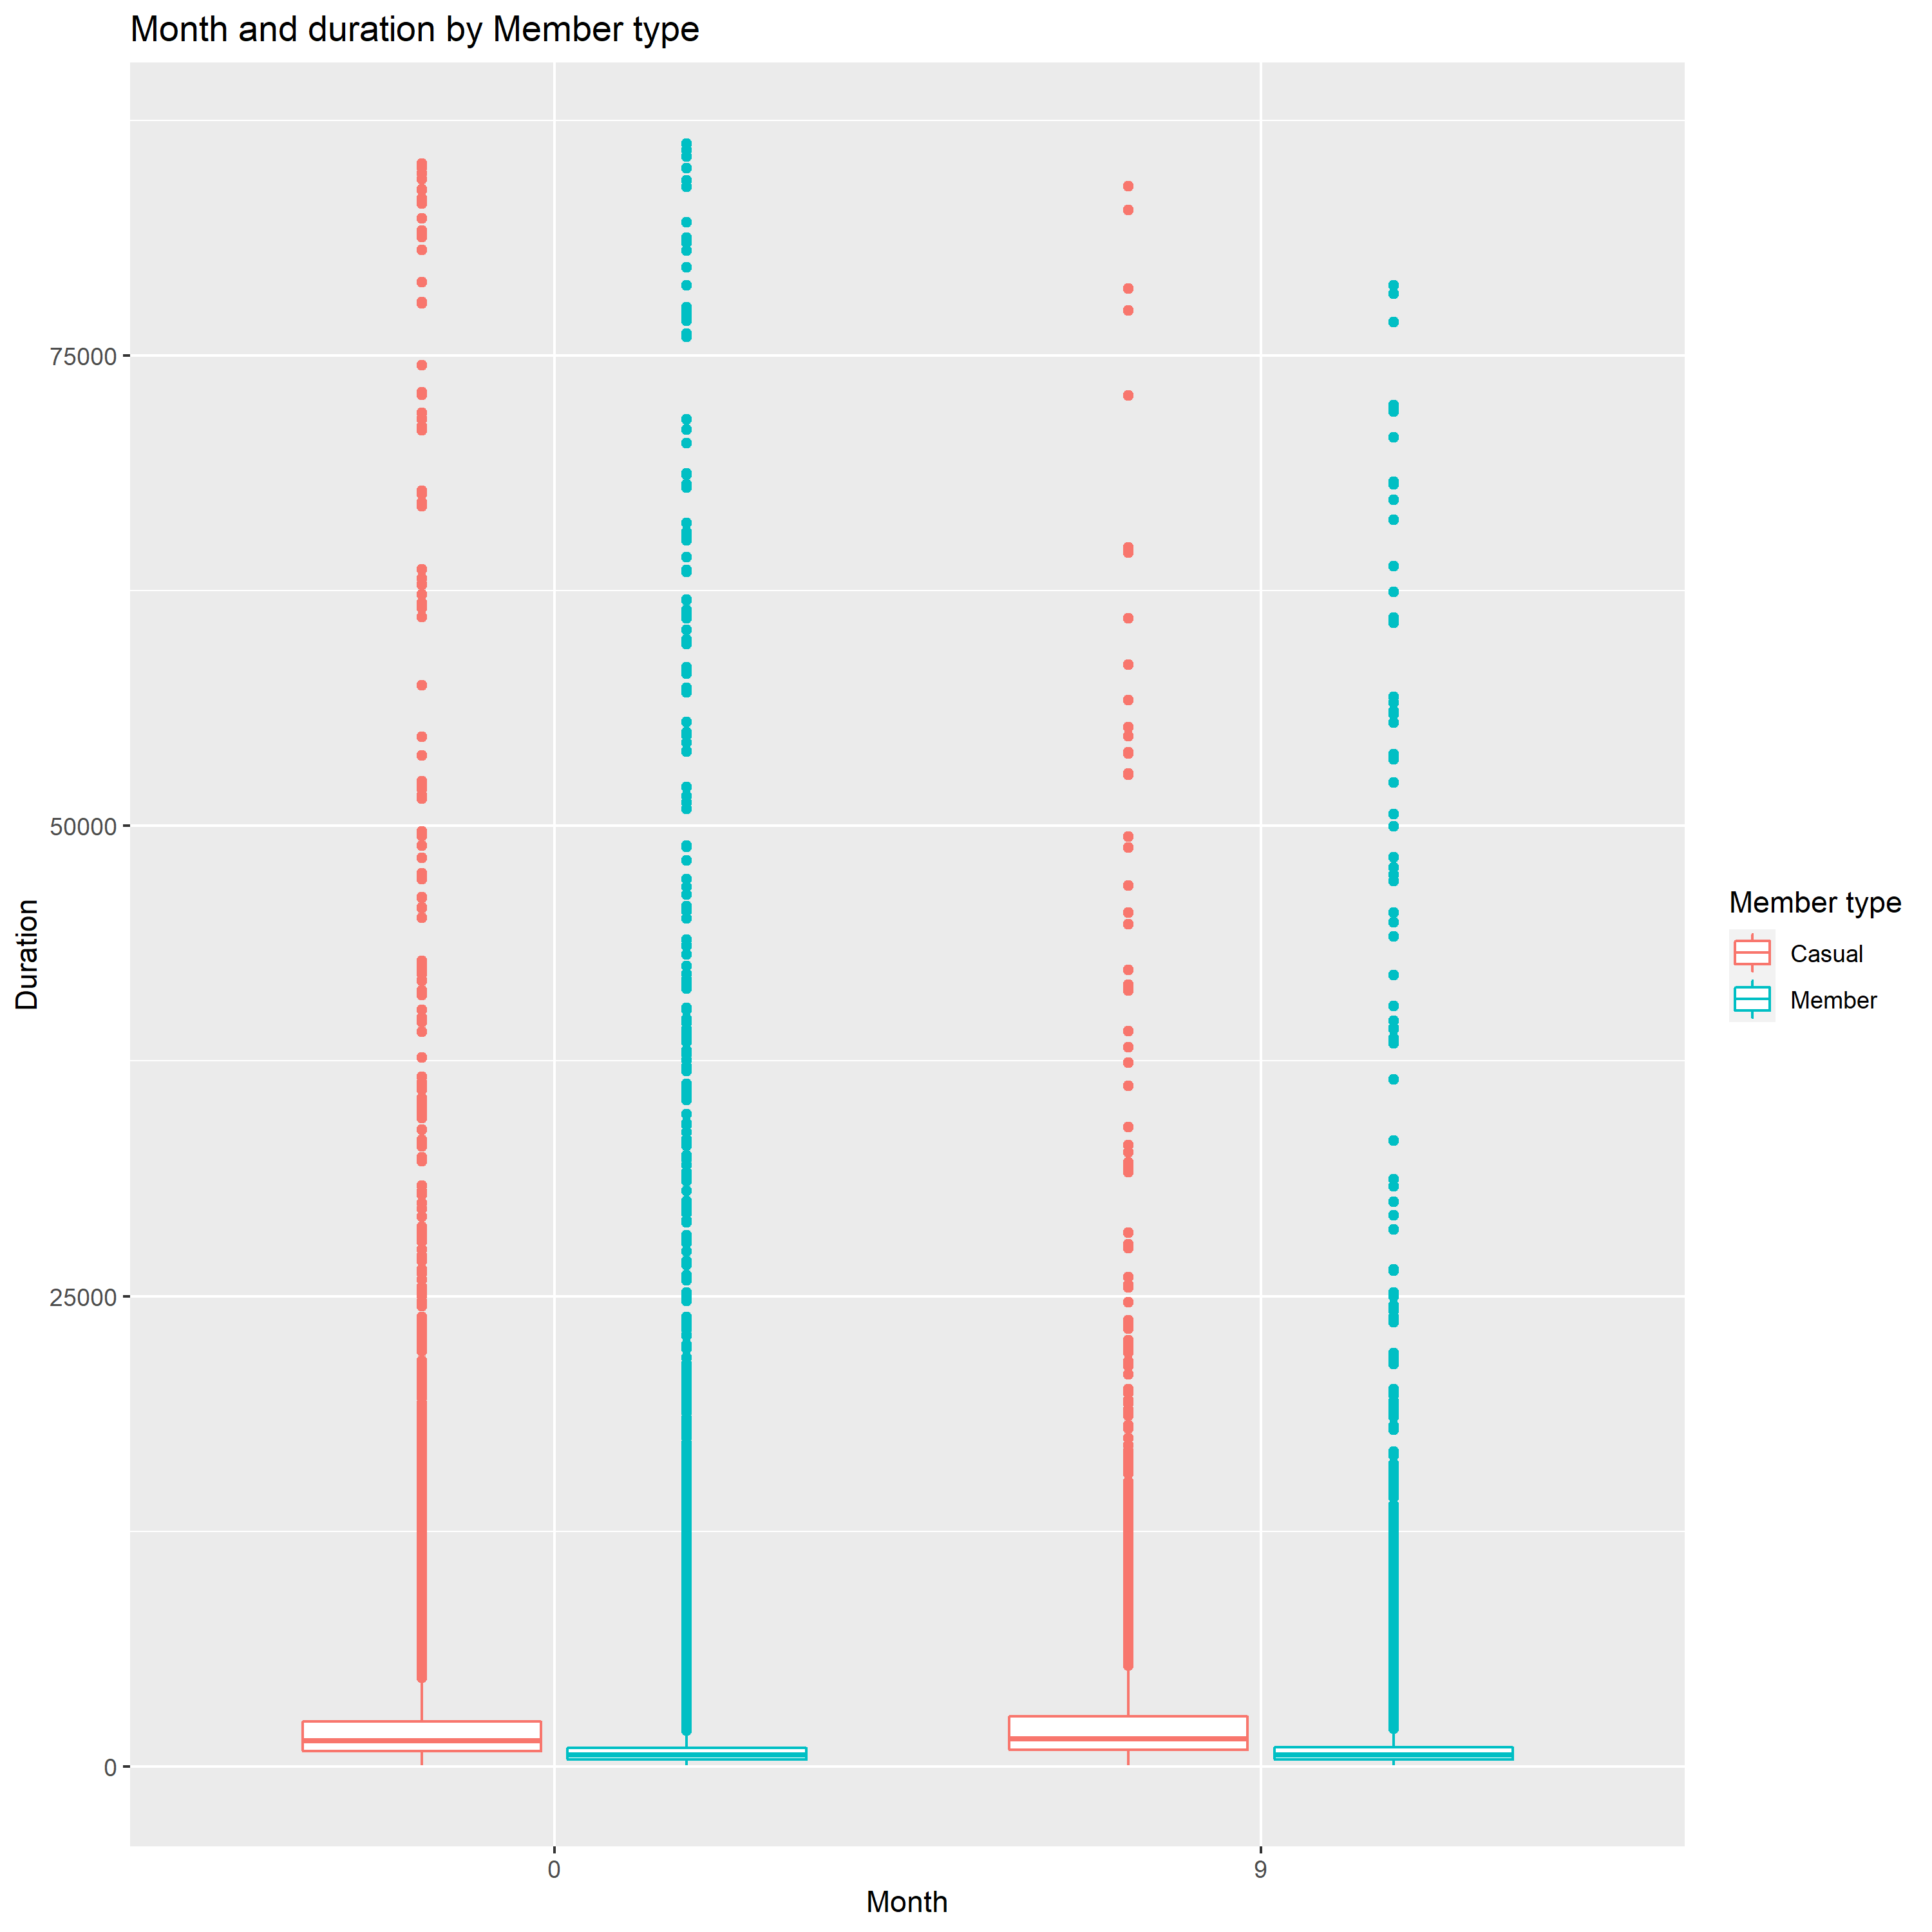 Month and duration by Member type
Duration
75000
50000
25000
0
0
9
Month
Member type
Casual
Member